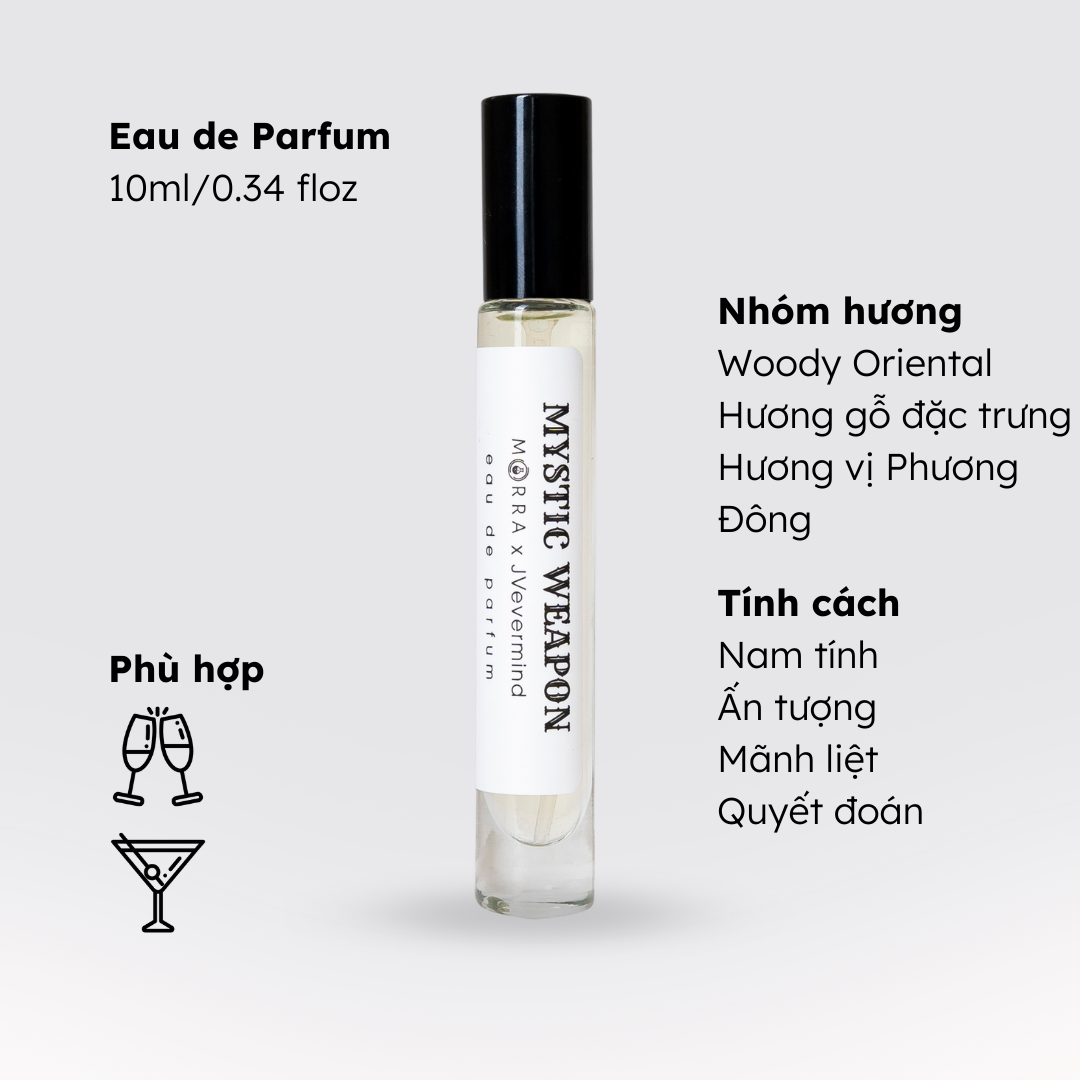 Eau de Parfum
10ml/0.34 floz
Nhóm hương
Woody Oriental
Hương gỗ đặc trưng
Hương vị Phương
Đông
Tính cách
Nam tính
Ấn tượng
Mãnh liệt
Quyết đoán
Phù hợp
MYSTIC WEAPON
MORRA x JVevermind
eau de parfum